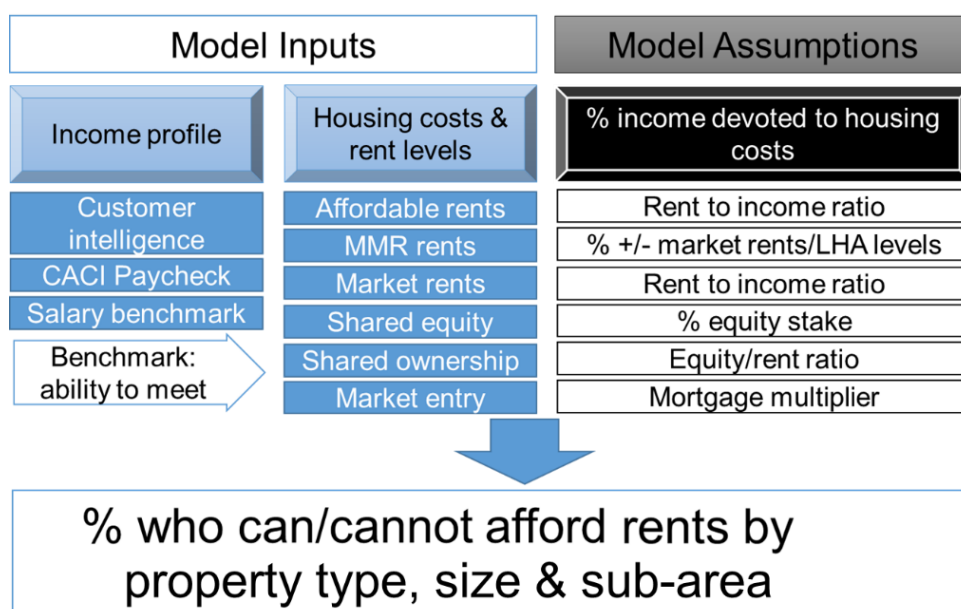 Model Inputs
Model Assumptions
Income profile
Housing costs &
rent levels
% income devoted to housing
costs
Customer
intelligence
CACI Paycheck
Salary benchmark
Benchmark:
ability to meet
Affordable rents
MMR rents
Market rents
Shared equity
Shared ownership
Market entry
Rent to income ratio
% +/- market rents/LHA levels
Rent to income ratio
% equity stake
Equity/rent ratio
Mortgage multiplier
% who can/cannot afford rents by
property type, size & sub-area